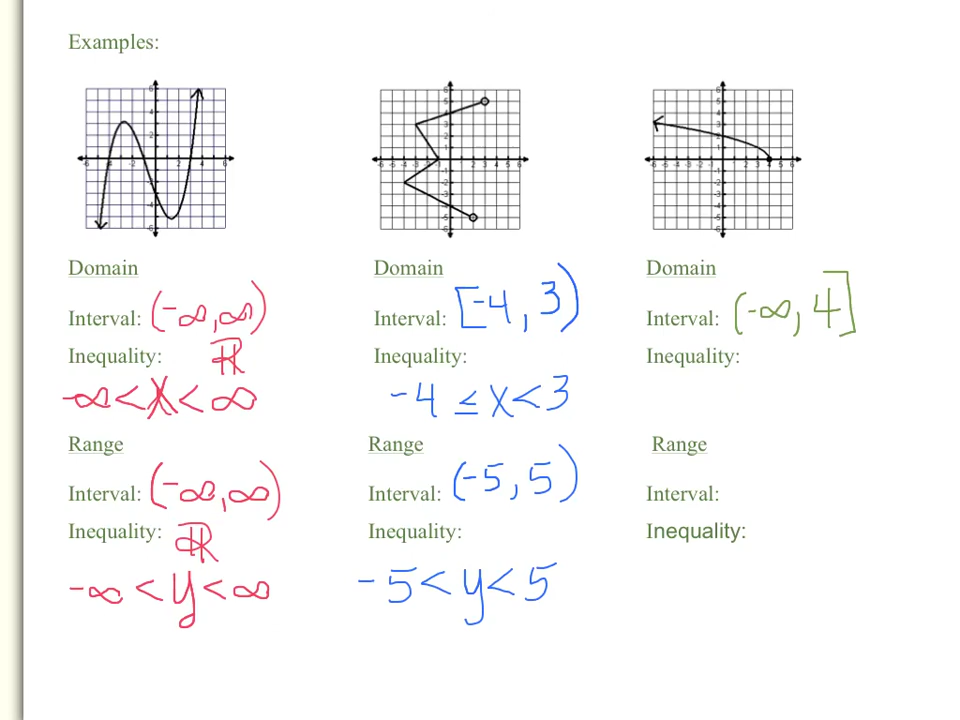 Examples:
Domain
Interval: (-∞,∞)
Inequality: ℝ
-∞ < x < ∞
Range
Interval: (-∞,∞)
Inequality: ℝ
-∞ < y < ∞
Domain
Interval: [-4, 3)
Inequality:
-4 ≤ x < 3
Range
Interval: (-5, 5)
Inequality:
-5 < y < 5
Domain
Interval: (-∞, 4]
Inequality:
Range
Interval:
Inequality: